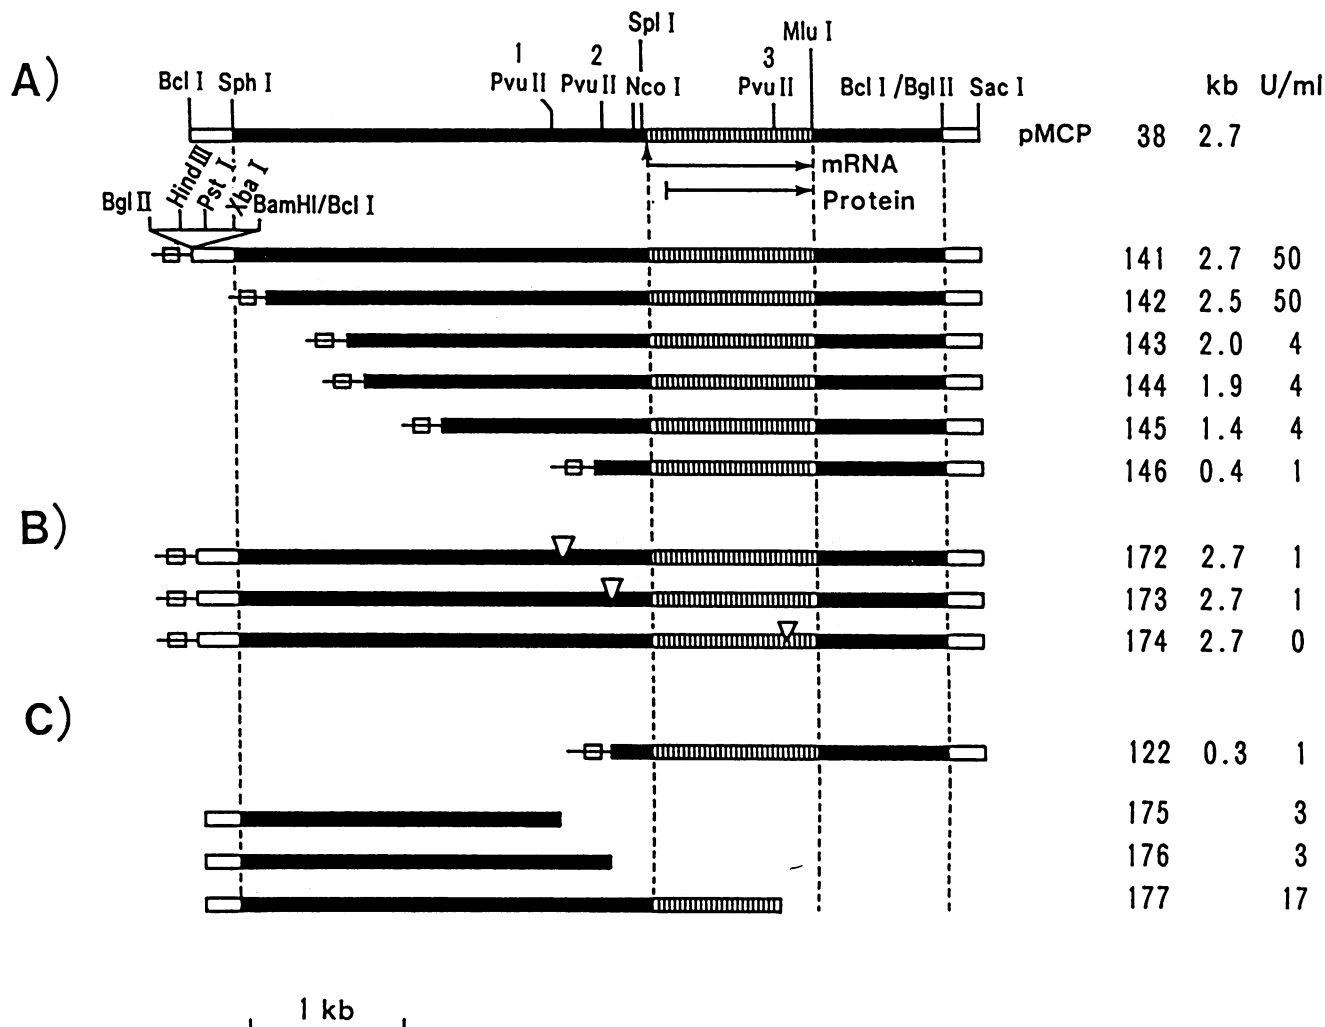 A)
Bcl I Sph I 1 Pvu II 2 Pvu II Spl I Nco I 3 Pvu II Mlu I Bcl I /Bgl II Sac I kb U/ml
pMCP 38 2.7
mRNA
Protein
Bgl II Hind III Pst I Xba I BamHI/Bcl I
141 2.7 50
142 2.5 50
143 2.0 4
144 1.9 4
145 1.4 4
146 0.4 1
B)
172 2.7 1
173 2.7 1
174 2.7 0
C)
122 0.3 1
175 3
176 3
177 17
1 kb